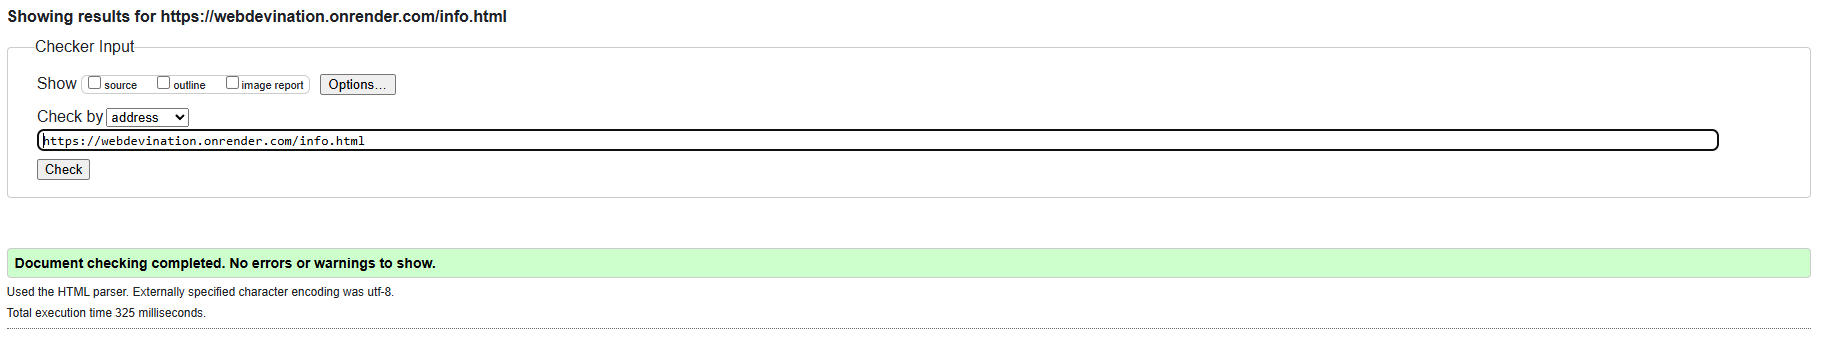 Showing results for https://webdevination.onrender.com/info.html
Checker Input
Show source outline image report Options...
Check by address
https://webdevination.onrender.com/info.html
Check
Document checking completed. No errors or warnings to show.
Used the HTML parser. Externally specified character encoding was utf-8.
Total execution time 325 milliseconds.